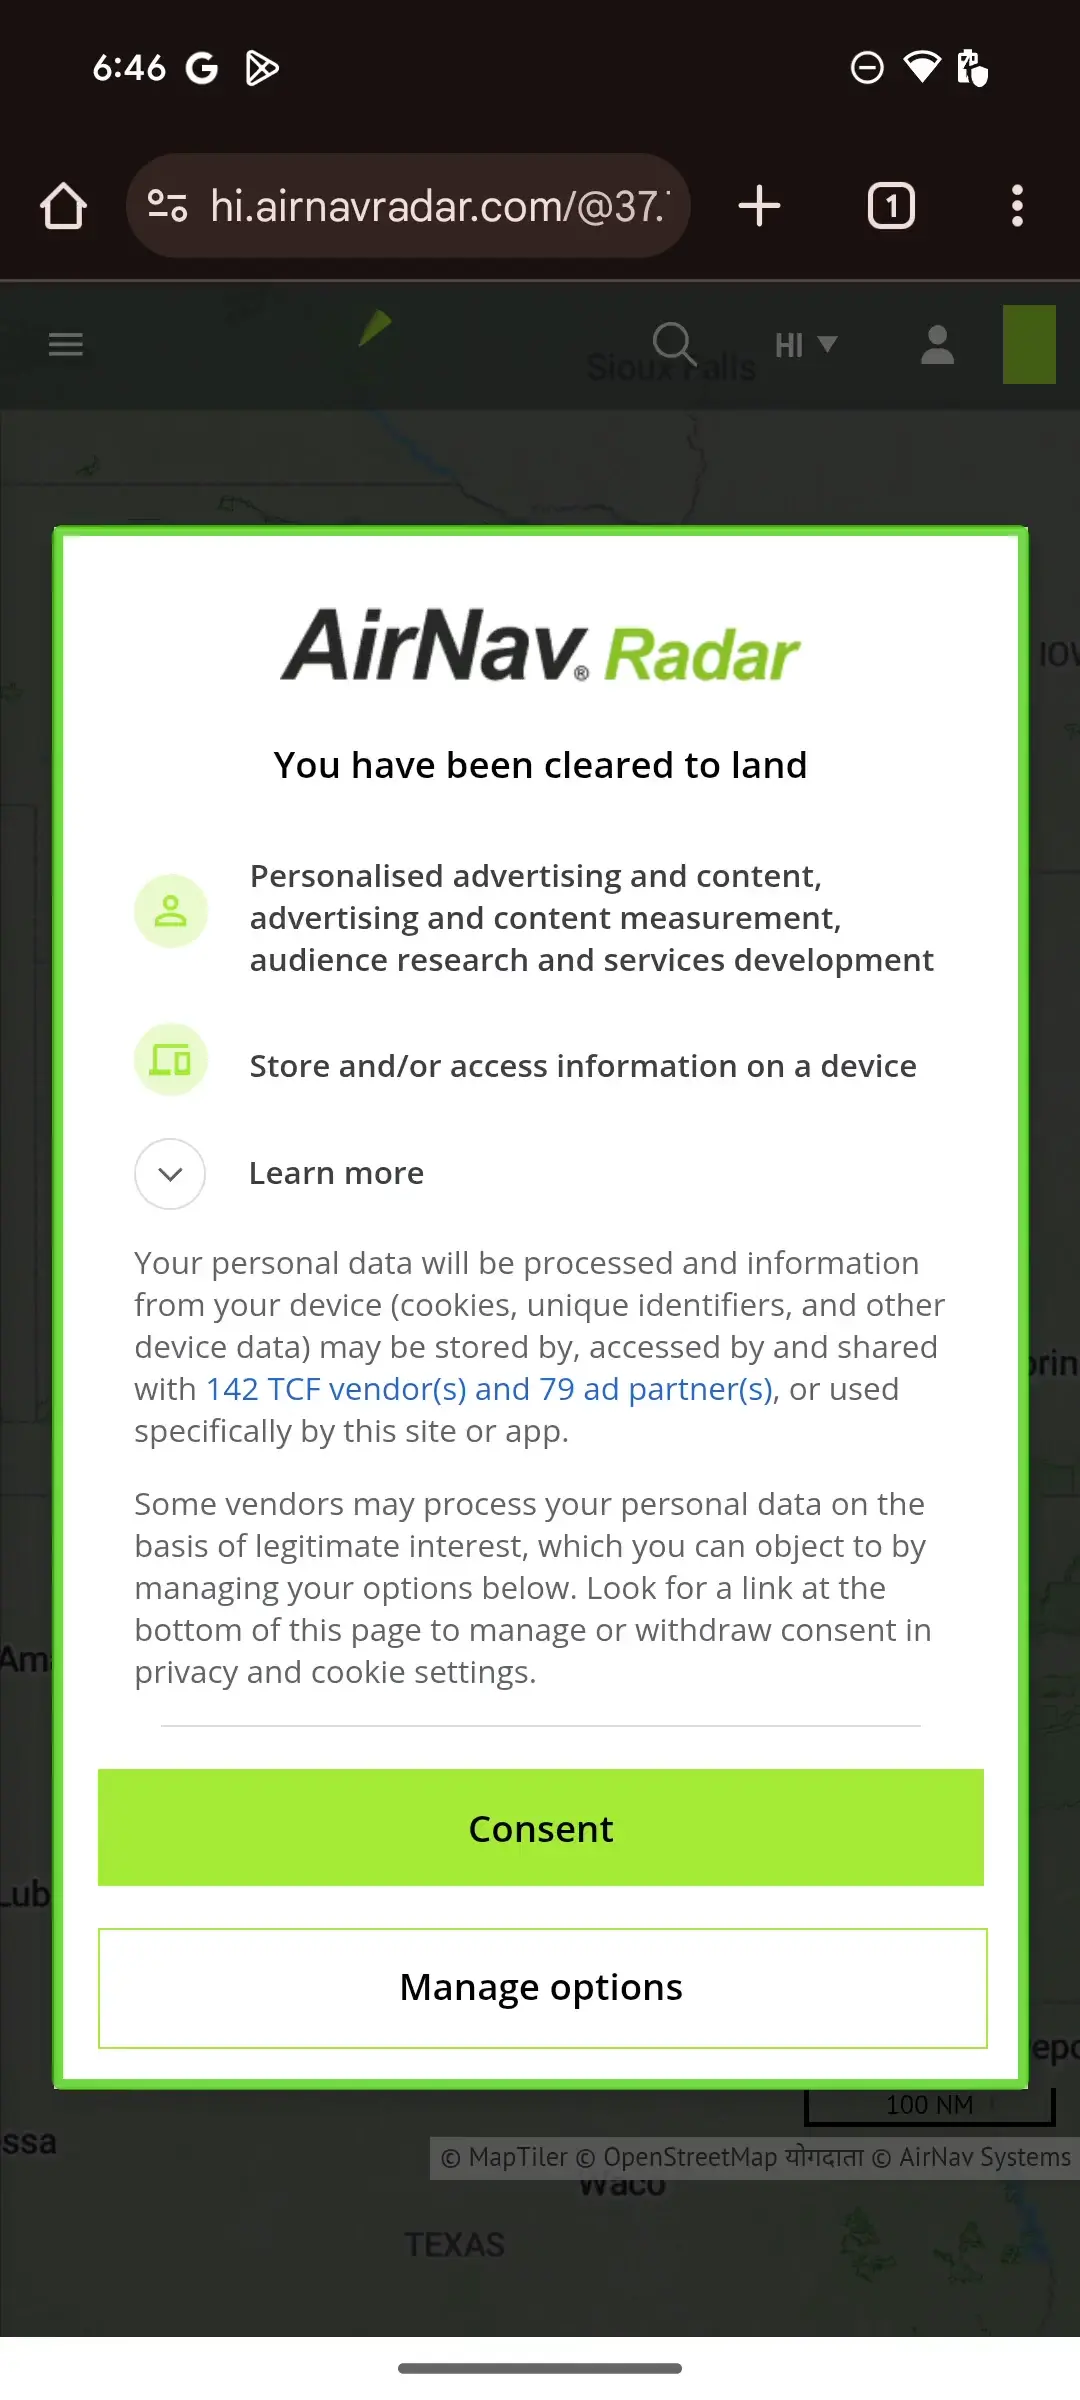 6:46
hi.airnavradar.com/@37.
1
HI
Sioux Falls
IOW
AirNav® Radar
You have been cleared to land
Personalised advertising and content,
advertising and content measurement,
audience research and services development
Store and/or access information on a device
Learn more
Your personal data will be processed and information
from your device (cookies, unique identifiers, and other
device data) may be stored by, accessed by and shared
with 142 TCF vendor(s) and 79 ad partner(s), or used
specifically by this site or app.
Some vendors may process your personal data on the
basis of legitimate interest, which you can object to by
managing your options below. Look for a link at the
bottom of this page to manage or withdraw consent in
privacy and cookie settings.
Consent
Manage options
100 NM
© MapTiler © OpenStreetMap योगदाता © AirNav Systems
Waco
TEXAS